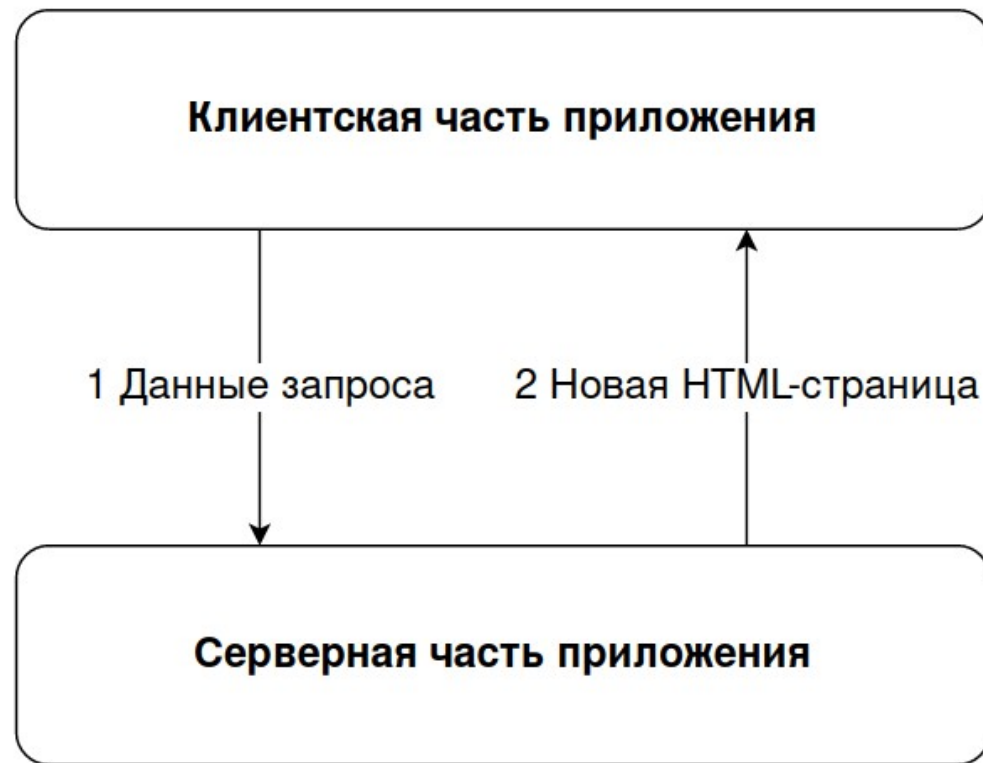 Клиентская часть приложения
1 Данные запроса
2 Новая HTML-страница
Серверная часть приложения